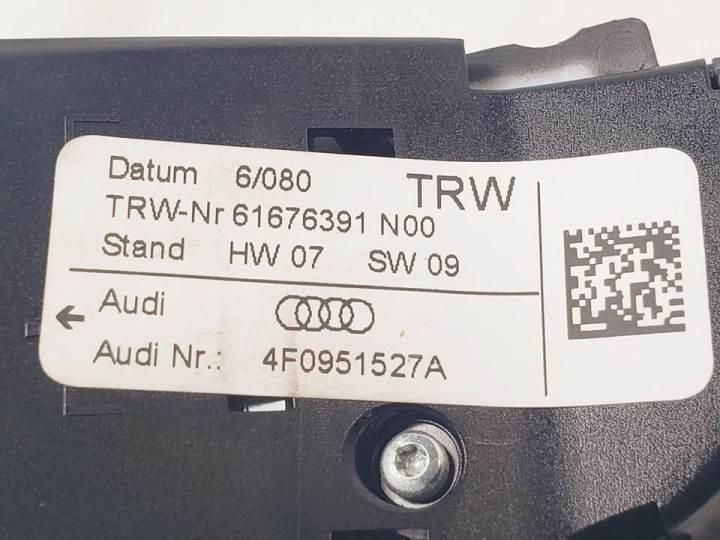 Datum 6/080 TRW
TRW-Nr 61676391 N00
Stand HW 07 SW 09
Audi
Audi Nr.: 4F0951527A